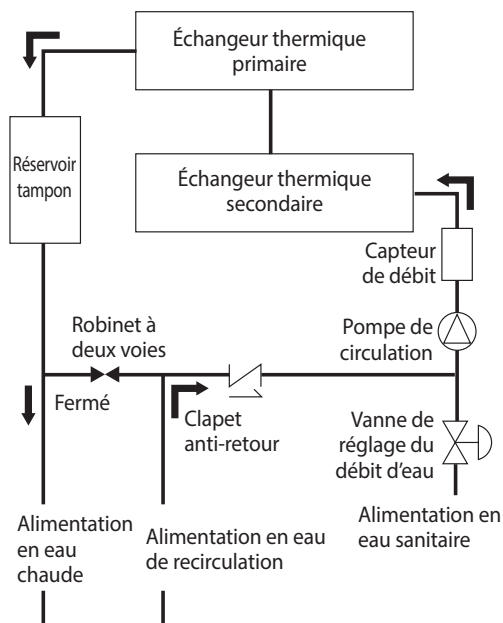 Échangeur thermique
primaire
Réservoir
tampon
Échangeur thermique
secondaire
Capteur
de débit
Robinet à
deux voies
Pompe de
circulation
Fermé
Clapet
anti-retour
Vanne de
réglage du
débit d'eau
Alimentation
en eau
chaude
Alimentation en eau
de recirculation
Alimentation en
eau sanitaire